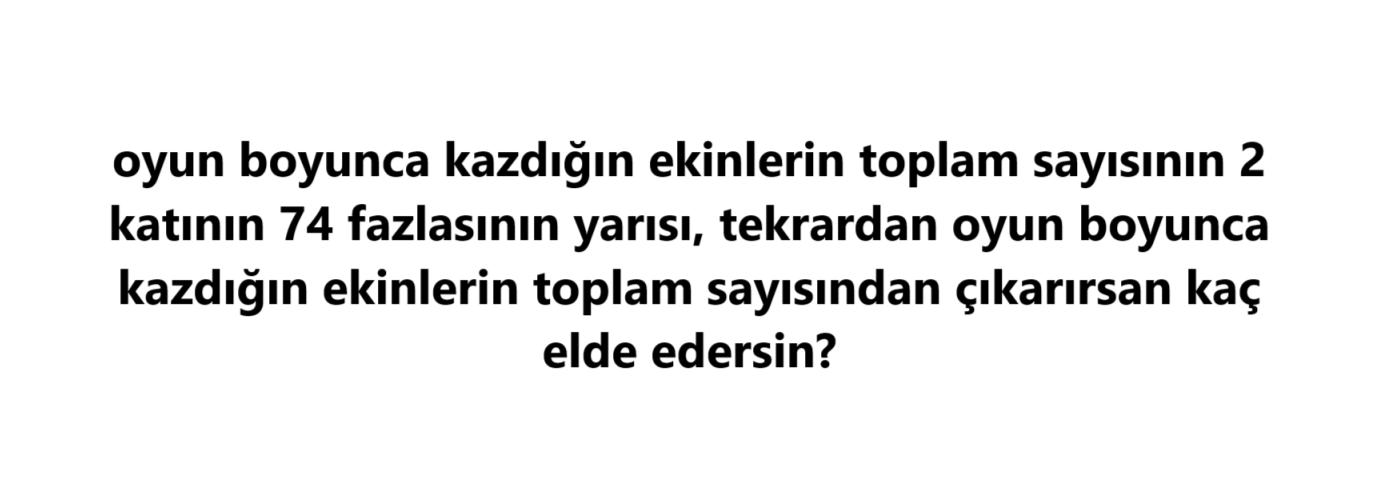 oyun boyunca kazdığın ekinlerin toplam sayısının 2
katının 74 fazlasının yarısı, tekrardan oyun boyunca
kazdığın ekinlerin toplam sayısından çıkarırsan kaç
elde edersin?